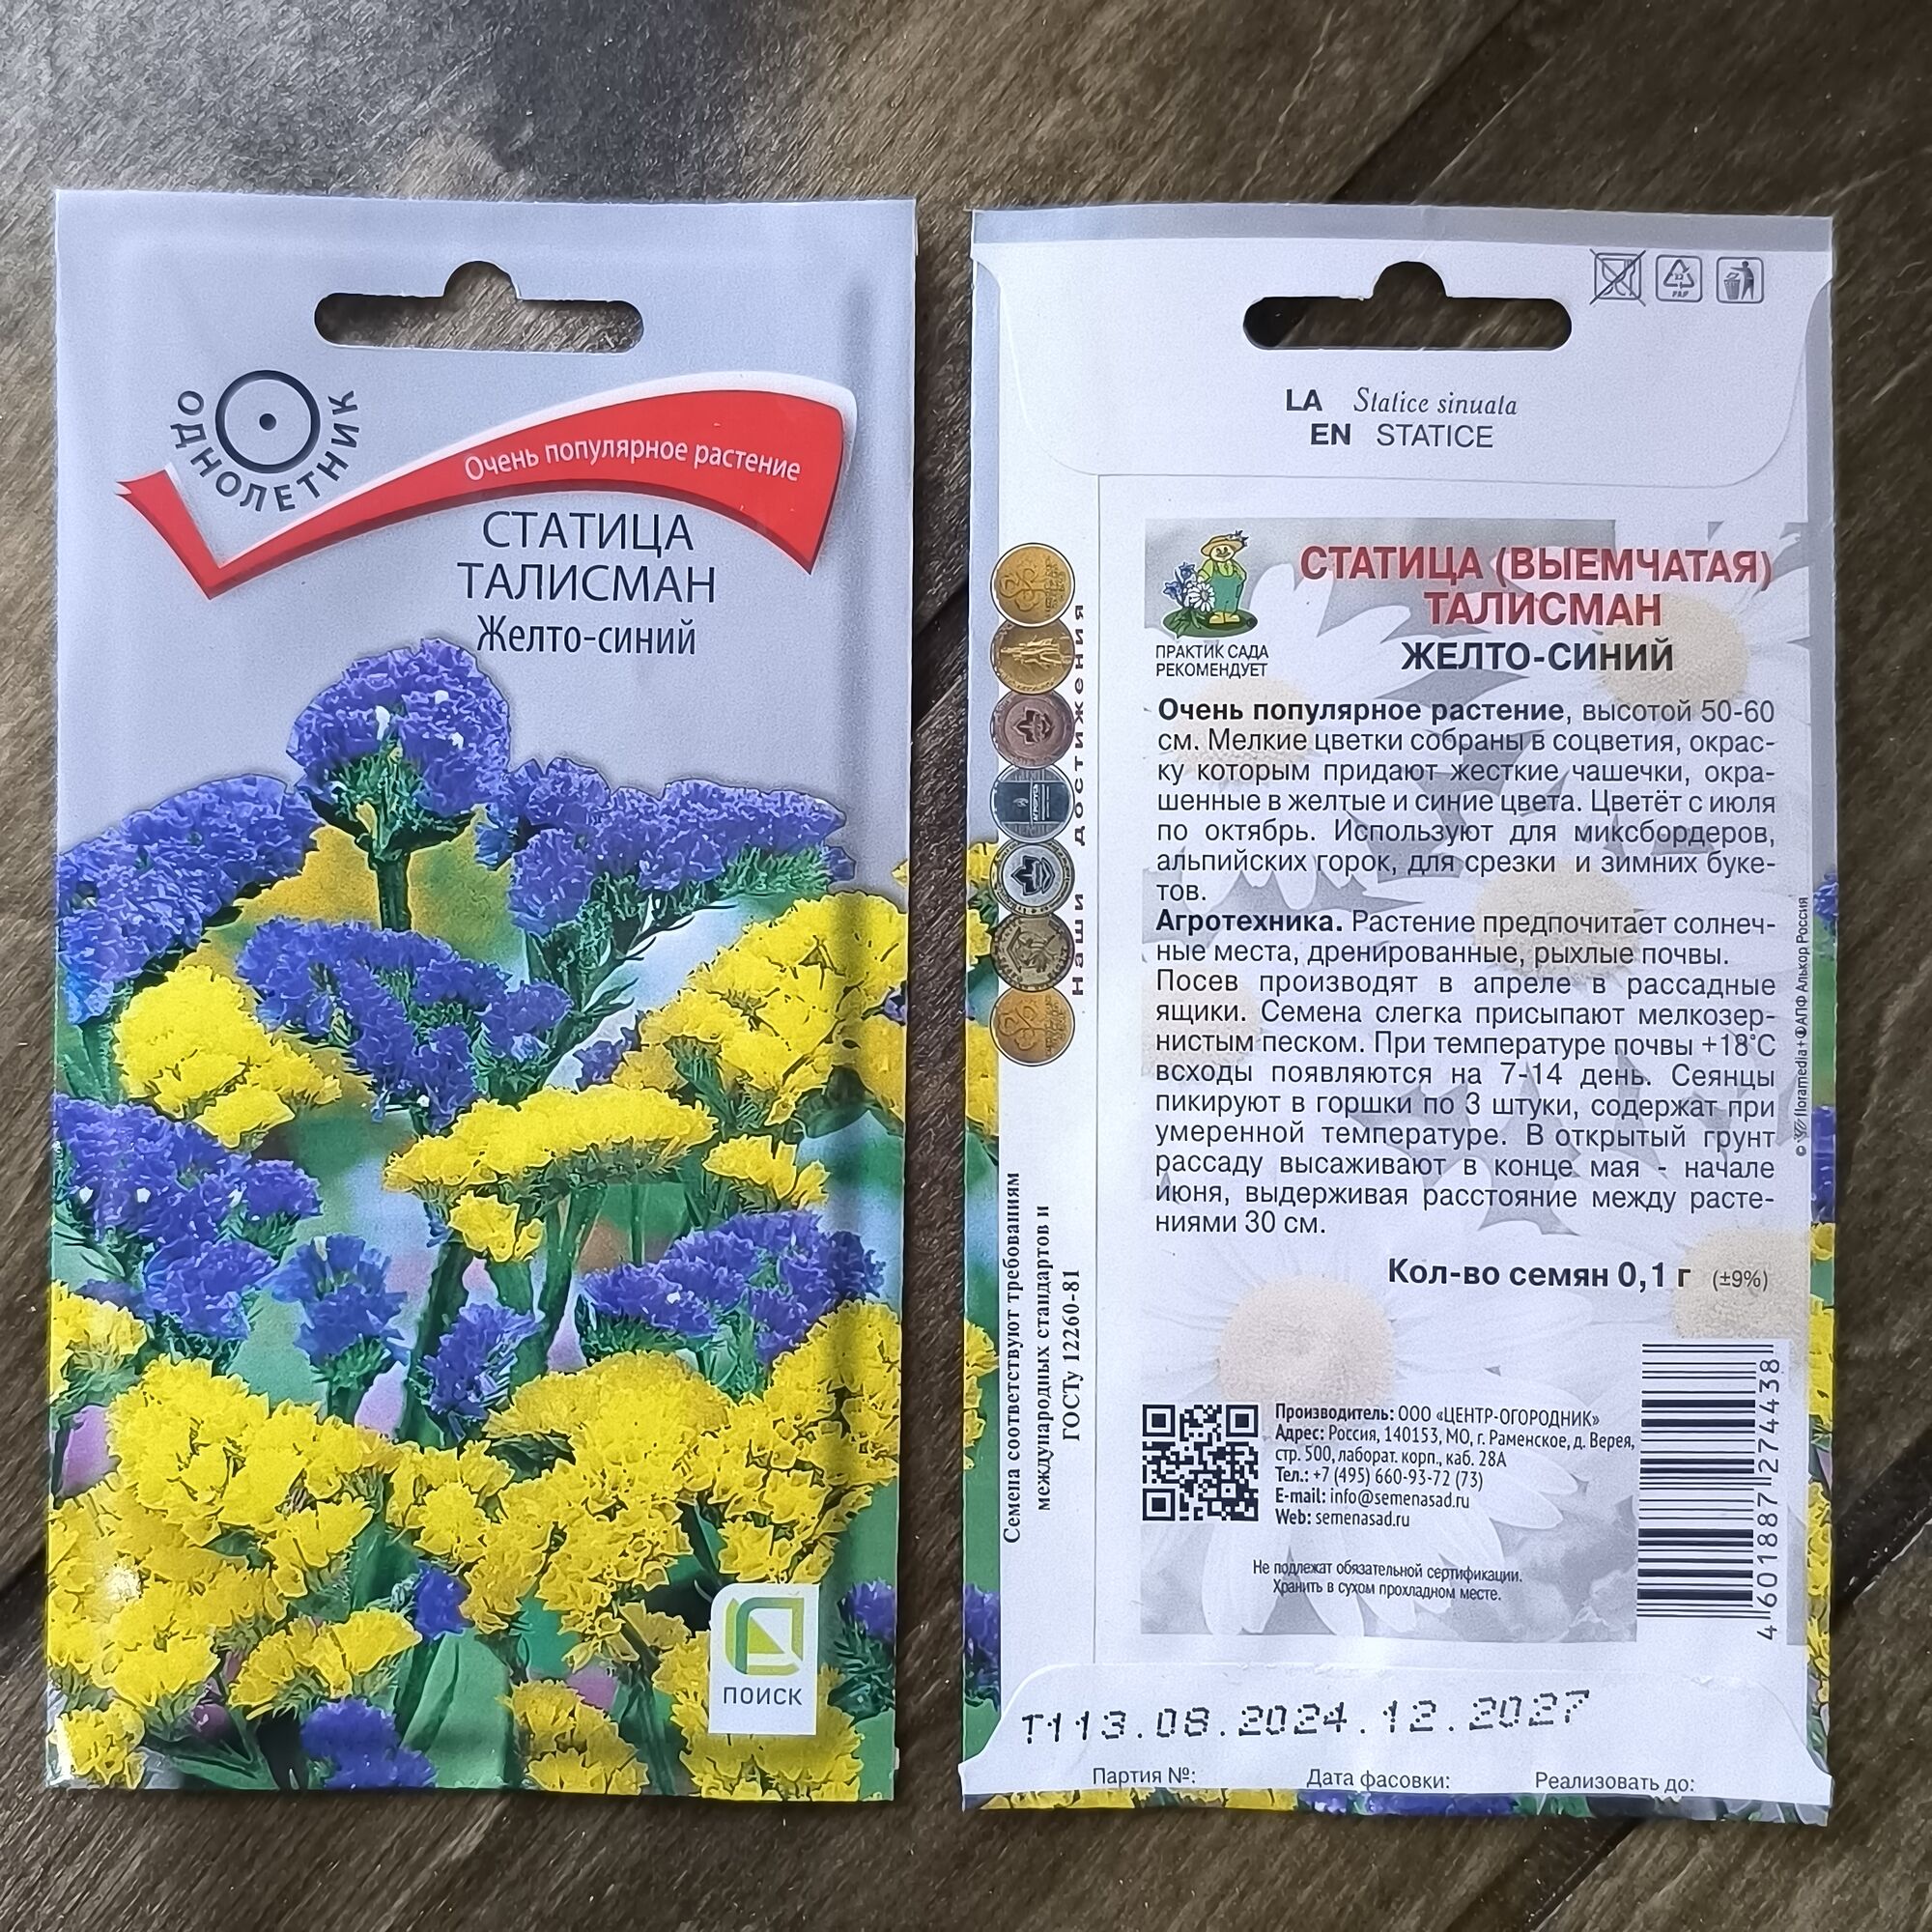 ОДНОЛЕТНИК
Очень популярное растение
СТАТИЦА
ТАЛИСМАН
Желто-синий
ПОИСК
PAP
LA Statice sinuata
EN STATICE
ПРАКТИК САДА
РЕКОМЕНДУЕТ
СТАТИЦА (ВЫЕМЧАТАЯ)
ТАЛИСМАН
ЖЕЛТО-СИНИЙ
Очень популярное растение, высотой 50-60
см. Мелкие цветки собраны в соцветия, окрас-
ку которым придают жесткие чашечки, окра-
шенные в желтые и синие цвета. Цветёт с июля
по октябрь. Используют для миксбордеров,
альпийских горок, для срезки и зимних буке-
тов.
Агротехника. Растение предпочитает солнеч-
ные места, дренированные, рыхлые почвы.
Посев производят в апреле в рассадные
ящики. Семена слегка присыпают мелкозер-
нистым песком. При температуре почвы +18°С
всходы появляются на 7-14 день. Сеянцы
пикируют в горшки по 3 штуки, содержат при
умеренной температуре. В открытый грунт
рассаду высаживают в конце мая - начале
июня, выдерживая расстояние между расте-
ниями 30 см.
Кол-во семян 0,1 г (±9%)
Наши достижения
Семена соответствуют требованиям
международных стандартов и
ГОСТу 12260-81
© floramedia+ АПФ Алькор Россия
Производитель: ООО «ЦЕНТР-ОГОРОДНИК»
Адрес: Россия, 140153, МО, г. Раменское, д. Верея,
стр. 500, лаборат. корп., каб. 28А
Тел.: +7 (495) 660-93-72 (73)
E-mail: info@semenasad.ru
Web: semenasad.ru
Не подлежат обязательной сертификации.
Хранить в сухом прохладном месте.
4 601887 274438
Т113.08.2024.12.2027
Партия №: Дата фасовки: Реализовать до: